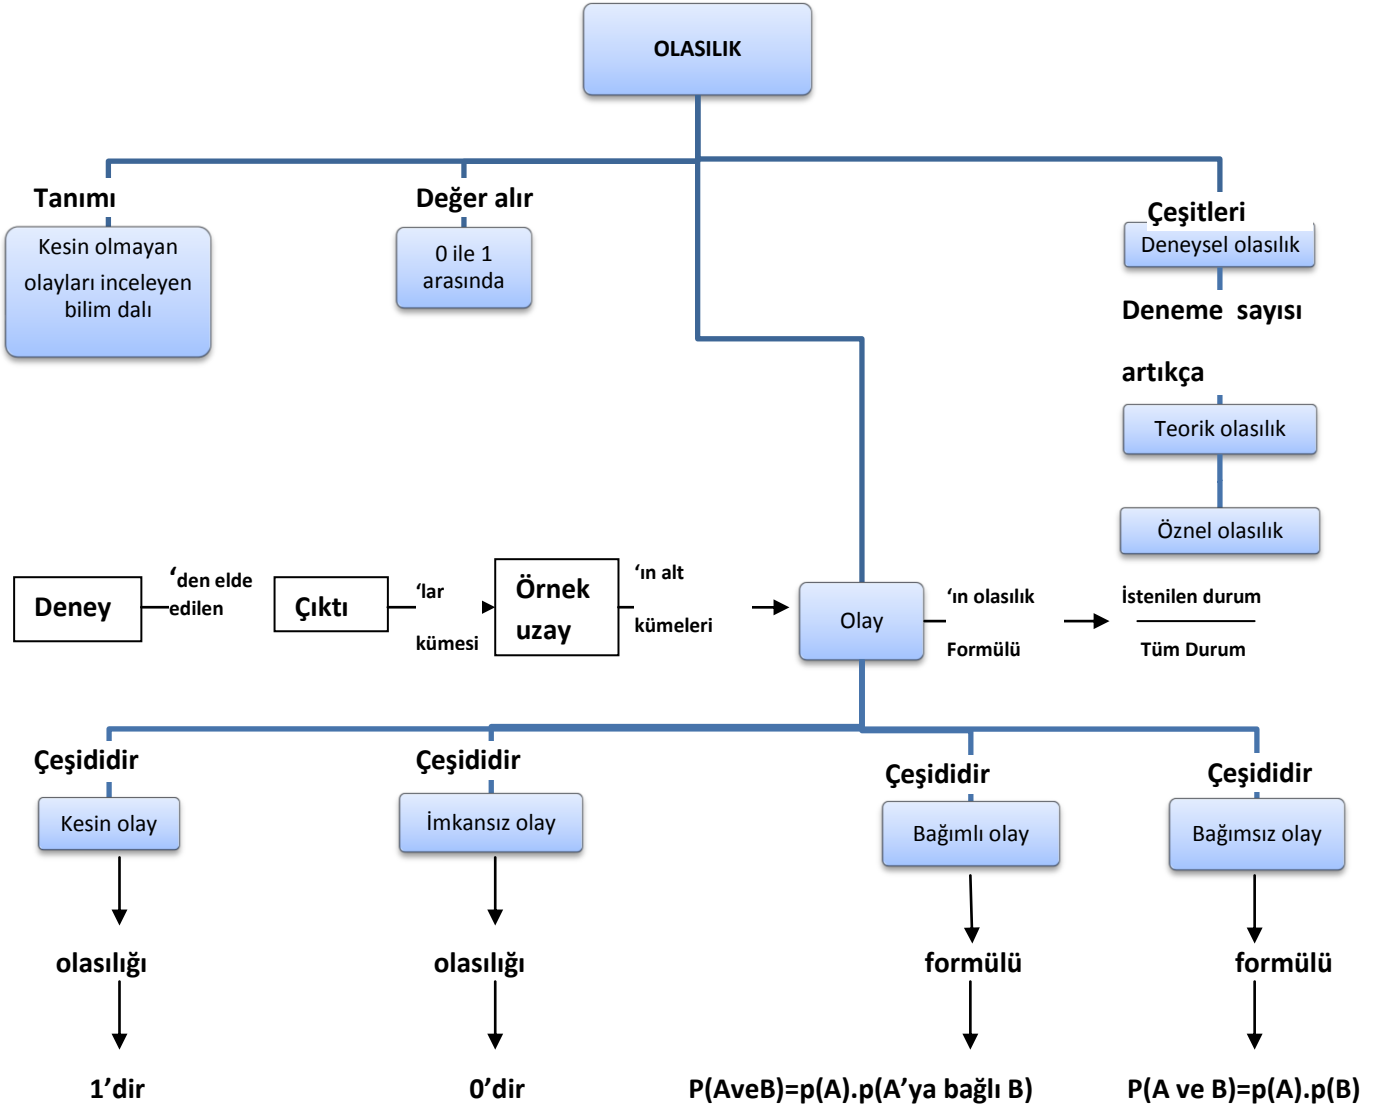 OLASILIK
Tanımı
Kesin olmayan
olayları inceleyen
bilim dalı
Değer alır
0 ile 1
arasında
Çeşitleri
Deneysel olasılık
Deneme sayısı
artıkça
Teorik olasılık
Öznel olasılık
Deney
‘den elde
edilen
Çıktı
‘lar
kümesi
Örnek
uzay
‘ın alt
kümeleri
Olay
‘ın olasılık
Formülü
İstenilen durum
Tüm Durum
Çeşididir
Kesin olay
olasılığı
1’dir
Çeşididir
İmkansız olay
olasılığı
0’dir
Çeşididir
Bağımlı olay
formülü
P(AveB)=p(A).p(A’ya bağlı B)
Çeşididir
Bağımsız olay
formülü
P(A ve B)=p(A).p(B)